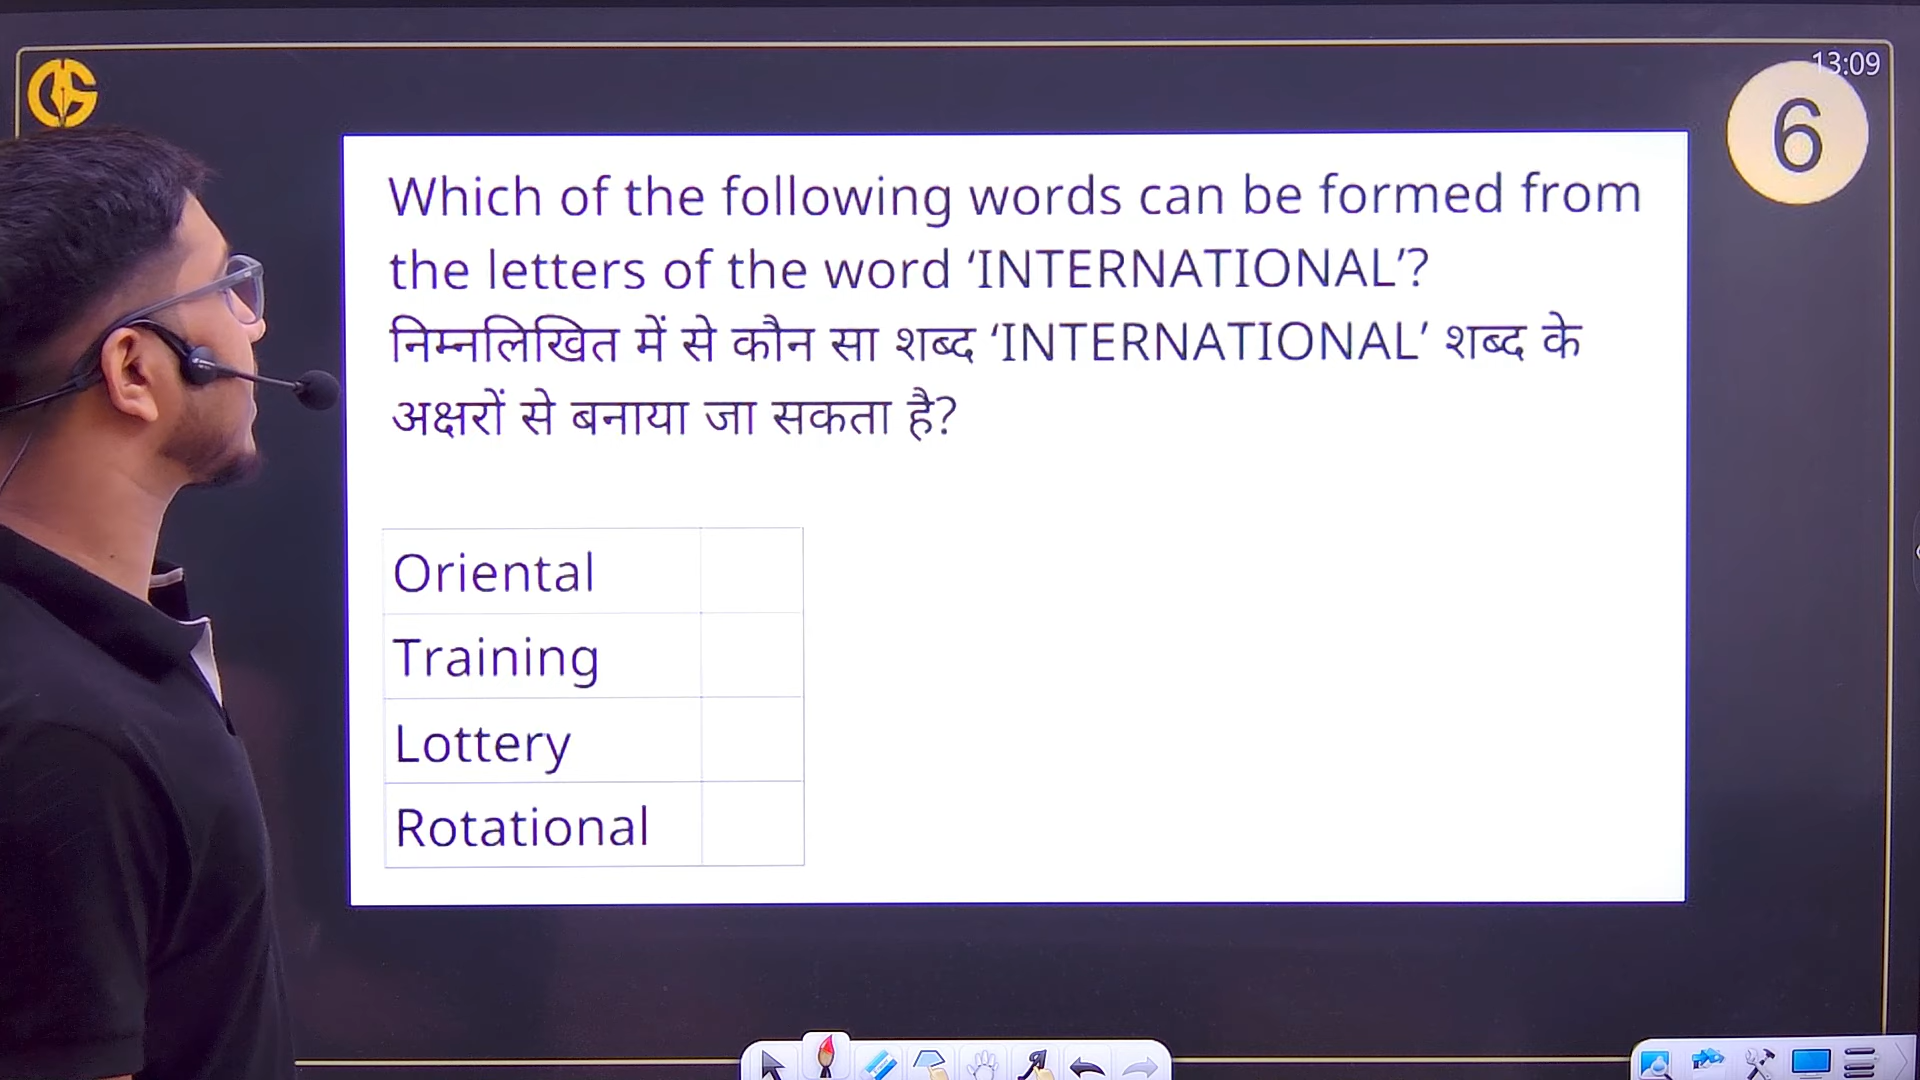 13:09
6
Which of the following words can be formed from
the letters of the word ‘INTERNATIONAL’?
निम्नलिखित में से कौन सा शब्द ‘INTERNATIONAL’ शब्द के
अक्षरों से बनाया जा सकता है?
Oriental
Training
Lottery
Rotational